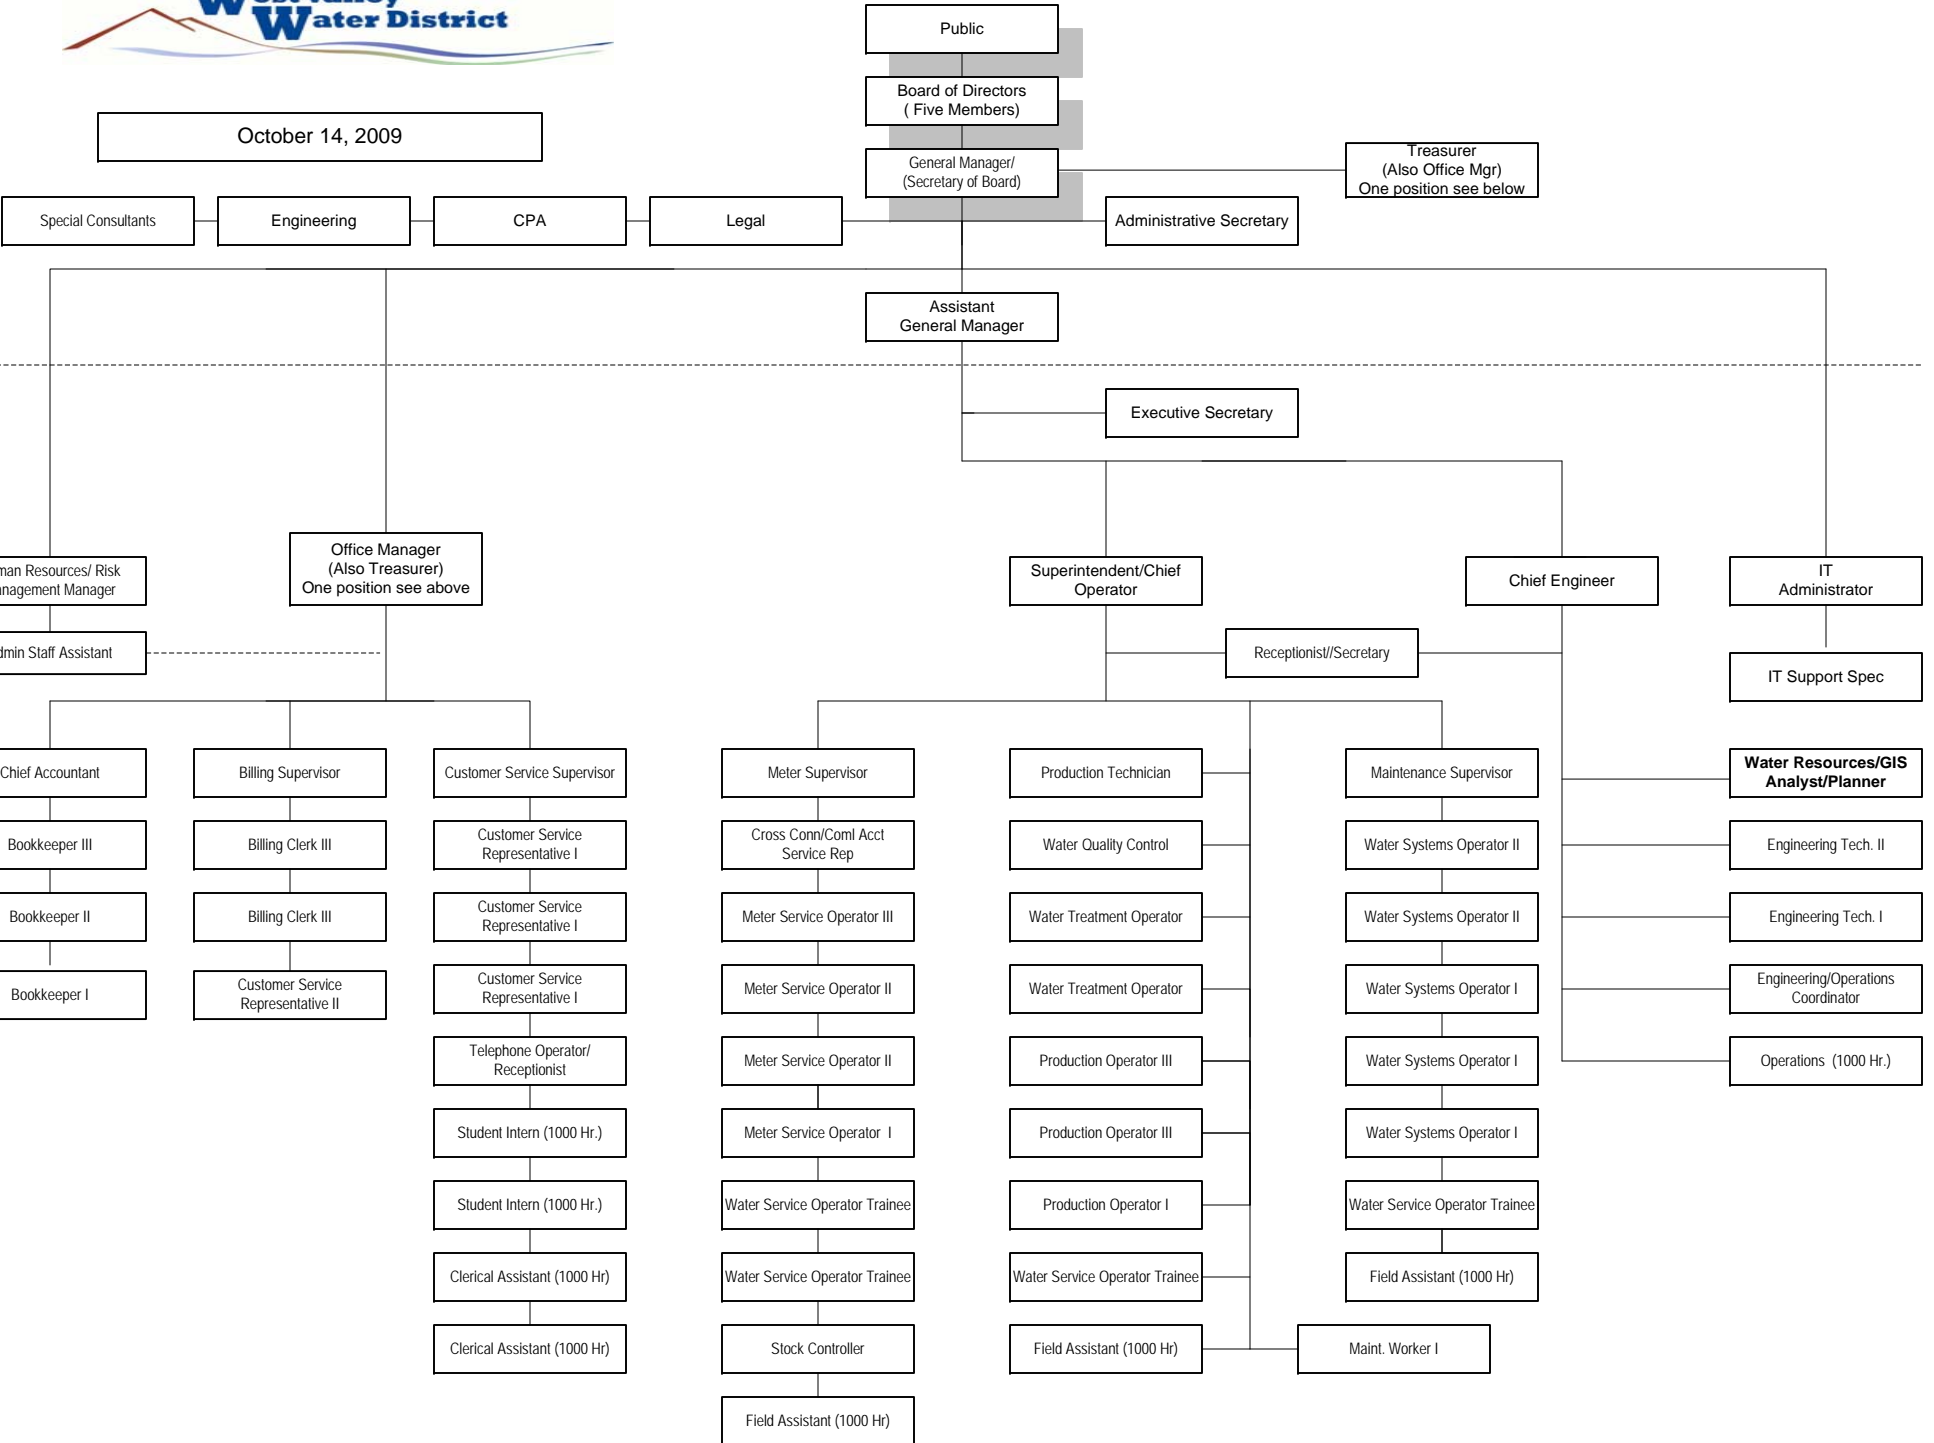 West Valley
Water District
Public
Board of Directors
( Five Members)
October 14, 2009
General Manager/
(Secretary of Board)
Treasurer
(Also Office Mgr)
One position see below
Special Consultants
Engineering
CPA
Legal
Administrative Secretary
Assistant
General Manager
Executive Secretary
man Resources/ Risk
nagement Manager
Office Manager
(Also Treasurer)
One position see above
Superintendent/Chief
Operator
Chief Engineer
IT
Administrator
dmin Staff Assistant
Receptionist//Secretary
IT Support Spec
Chief Accountant
Bookkeeper III
Bookkeeper II
Bookkeeper I
Billing Supervisor
Billing Clerk III
Billing Clerk III
Customer Service
Representative II
Customer Service Supervisor
Customer Service
Representative I
Customer Service
Representative I
Customer Service
Representative I
Telephone Operator/
Receptionist
Student Intern (1000 Hr.)
Student Intern (1000 Hr.)
Clerical Assistant (1000 Hr)
Clerical Assistant (1000 Hr)
Meter Supervisor
Cross Conn/Coml Acct
Service Rep
Meter Service Operator III
Meter Service Operator II
Meter Service Operator II
Meter Service Operator  I
Water Service Operator Trainee
Water Service Operator Trainee
Stock Controller
Field Assistant (1000 Hr)
Production Technician
Water Quality Control
Water Treatment Operator
Water Treatment Operator
Production Operator III
Production Operator III
Production Operator I
Water Service Operator Trainee
Field Assistant (1000 Hr)
Maintenance Supervisor
Water Systems Operator II
Water Systems Operator II
Water Systems Operator I
Water Systems Operator I
Water Systems Operator I
Water Service Operator Trainee
Field Assistant (1000 Hr)
Maint. Worker I
Water Resources/GIS
Analyst/Planner
Engineering Tech. II
Engineering Tech. I
Engineering/Operations
Coordinator
Operations  (1000 Hr.)